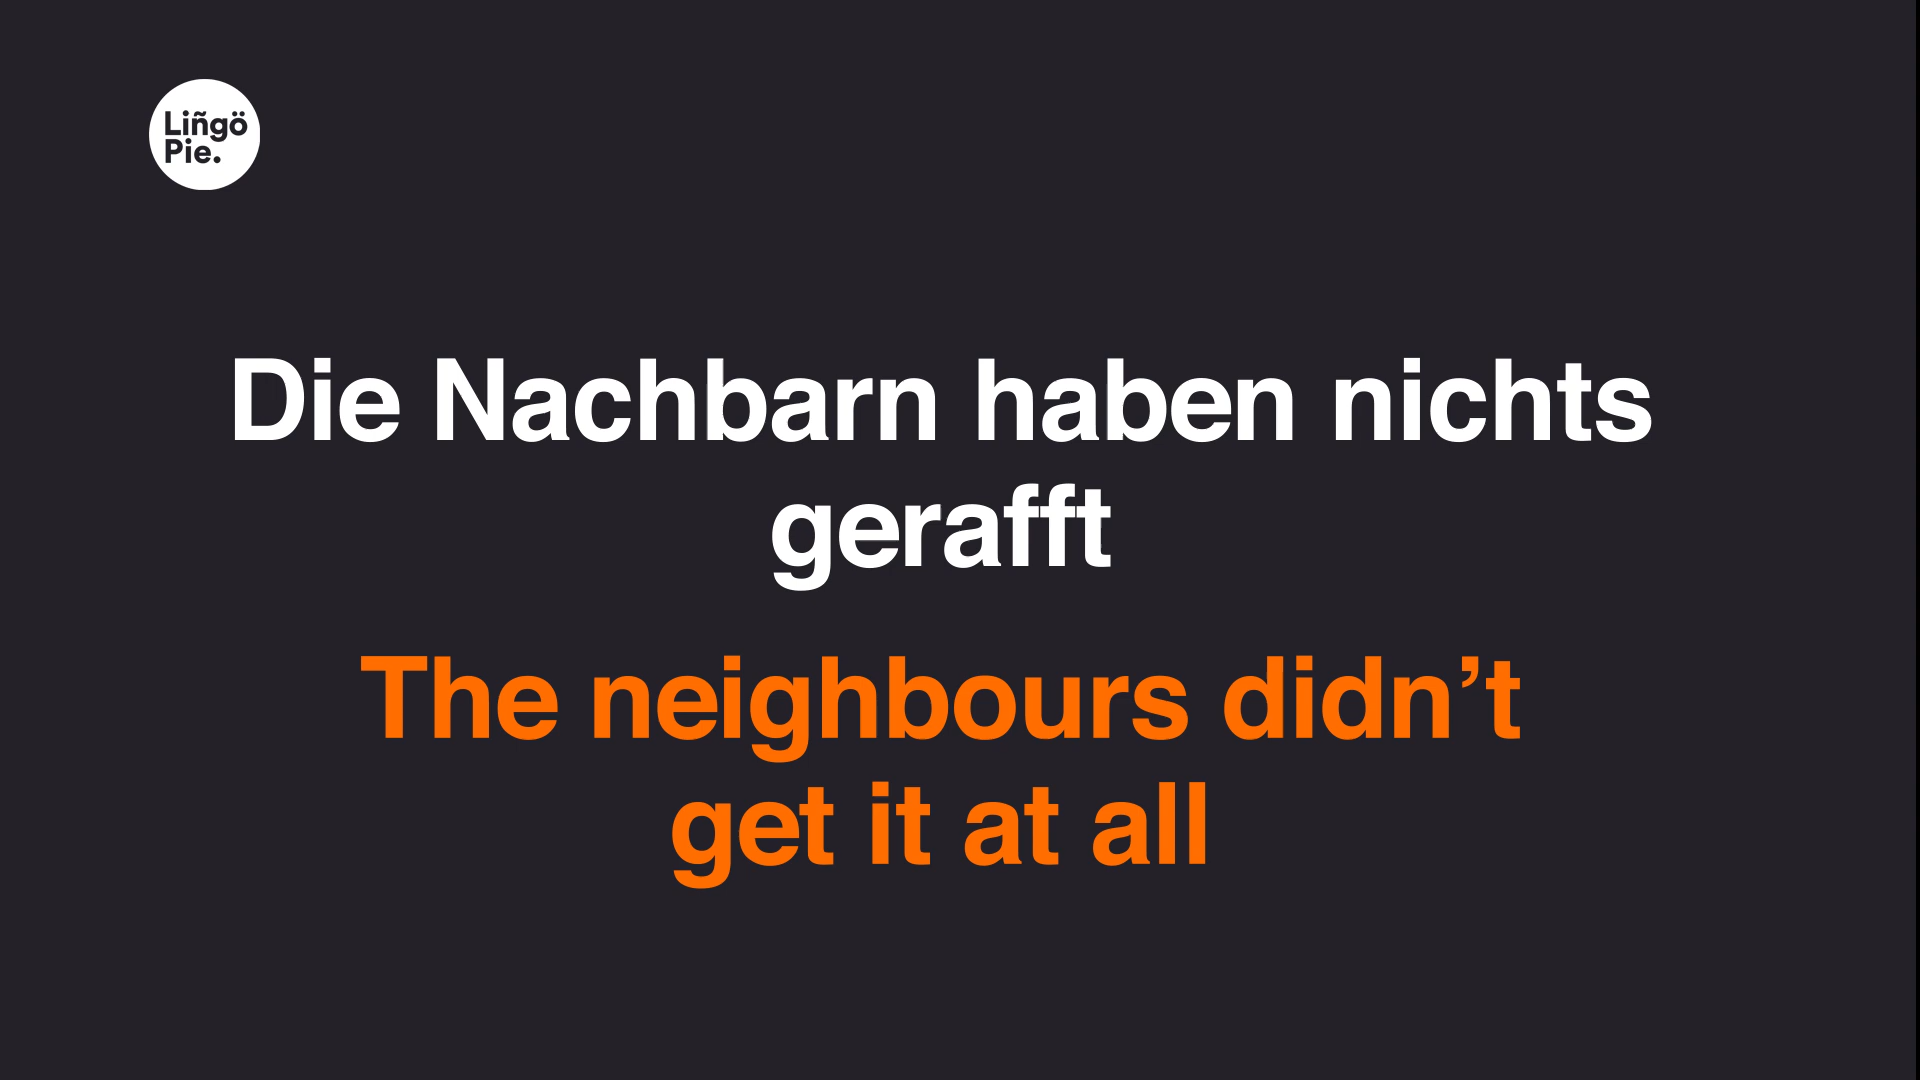 Liñgö
Pie.
Die Nachbarn haben nichts
gerafft
The neighbours didn’t
get it at all